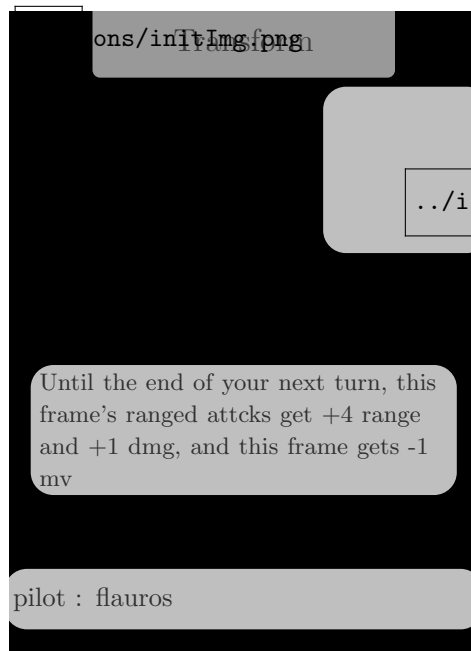 ons/initImg.png
Transform
../i
Until the end of your next turn, this
frame's ranged attcks get +4 range
and +1 dmg, and this frame gets -1
mv
pilot : flauros